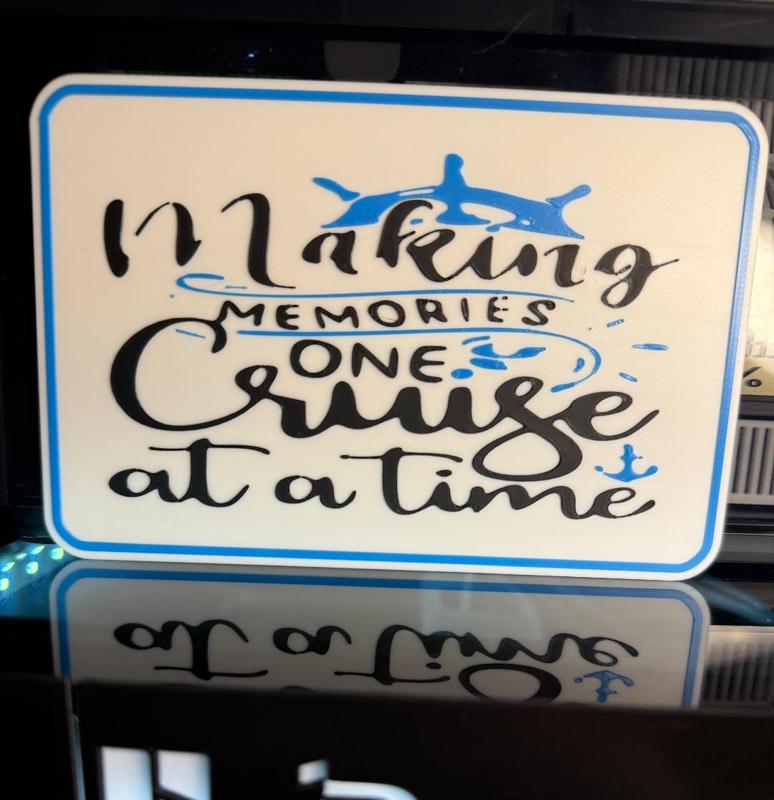 Making
MEMORIES
ONE
Cruise
at a time
%